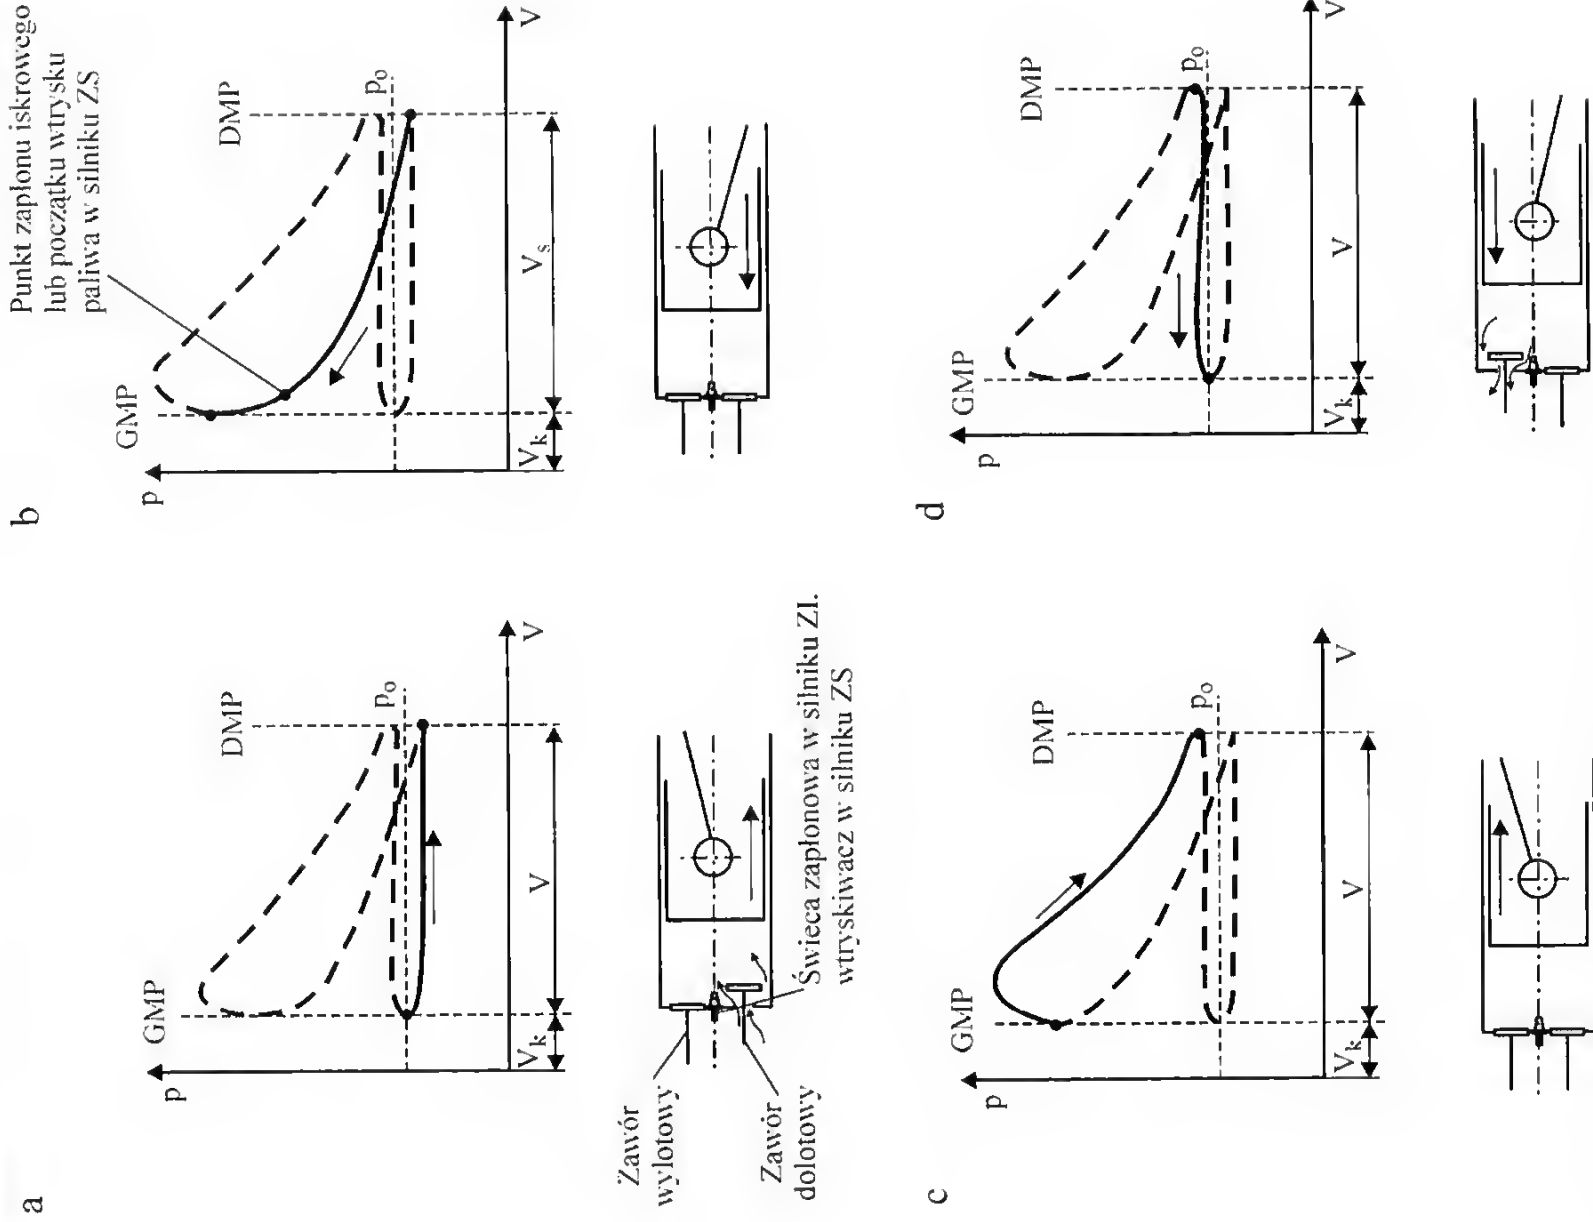 a
p
GMP
DMP
p₀
V
Vₖ
V
Zawór
wylotowy
Zawór
dolotowy
Świeca zapłonowa w silniku ZI.
wtryskiwacz w silniku ZS
b
Punkt zapłonu iskrowego
lub początku wtrysku
paliwa w silniku ZS
p
GMP
DMP
p₀
V
Vₖ
Vₛ
c
p
GMP
DMP
p₀
V
Vₖ
V
d
p
GMP
DMP
p₀
V
Vₖ
V